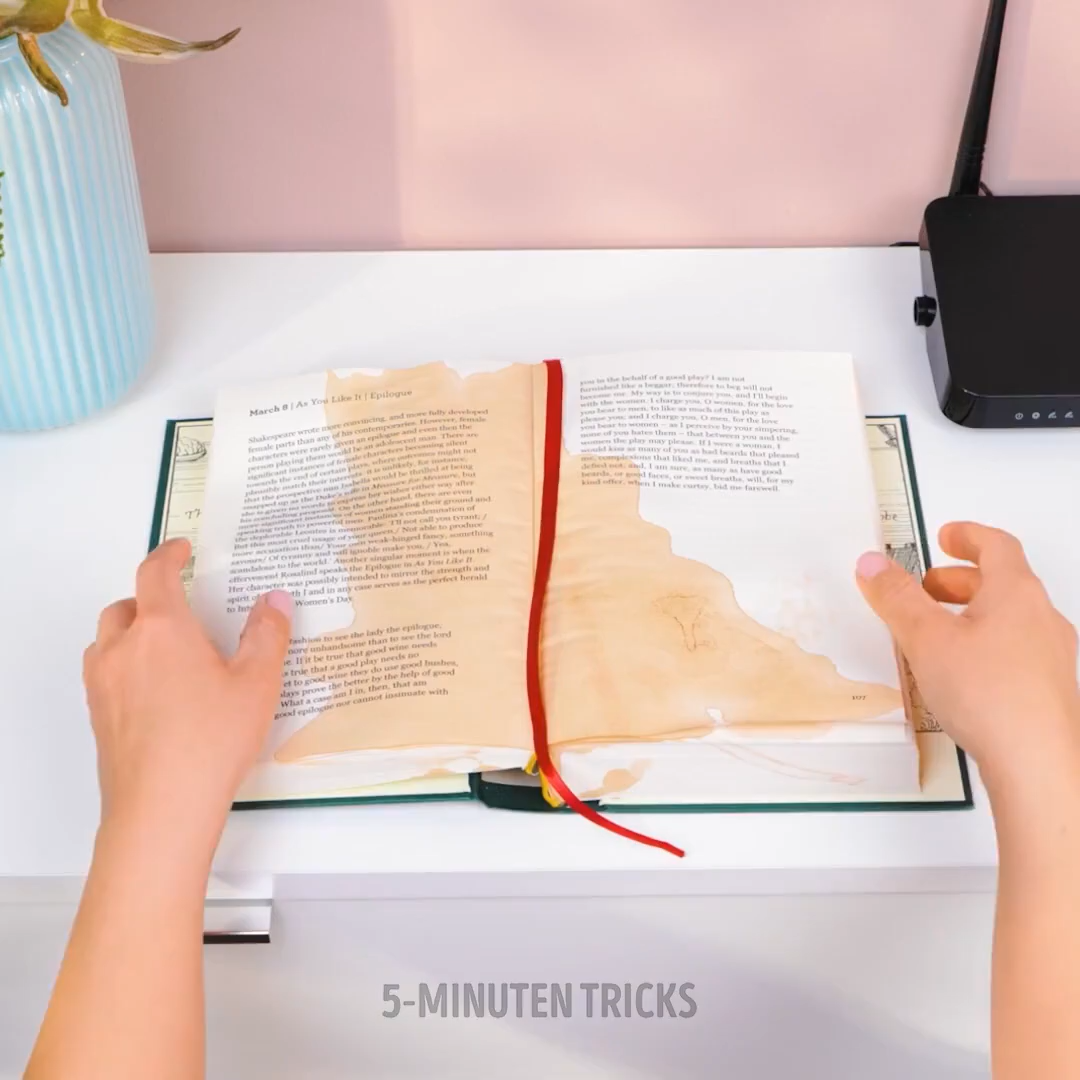 March 8 | As You Like It | Epilogue
Shakespeare wrote more convincing, and more fully developed
female parts than any of his contemporaries. However, female
characters were rarely given an epilogue and even then the
person playing them would be an adolescent man. There are
significant instances of female characters becoming silent
towards the end of certain plays, where outcomes might not
plausibly match their interests: it is unlikely, for instance,
that the prospective nun Isabella would be thrilled at being
snapped up as the Duke's wife in Measure for Measure, but
she is given no words to express her wishes either way after
his concluding proposal. On the other hand, there are even
more significant instances of women standing their ground and
speaking truth to powerful men. Paulina's condemnation of
the deplorable Leontes is memorable: 'I'll not call you tyrant; /
But this most cruel usage of your queen,/ Not able to produce
more accusation than/ Your own weak-hinged fancy, something
savours/ Of tyranny and will ignoble make you, / Yea,
scandalous to the world.' Another singular moment is when the
effervescent Rosalind speaks the Epilogue in As You Like It.
Her character was possibly intended to mirror the strength and
spirit of th I and in any case serves as the perfect herald
to Women's Day.
fashion to see the lady the epilogue,
more unhandsome than to see the lord
e. If it be true that good wine needs
s true that a good play needs no
et to good wine they do use good bushes,
plays prove the better by the help of good
What a case am I in, then, that am
good epilogue nor cannot insinuate with
you in the behalf of a good play? I am not
furnished like a beggar; therefore to beg will not
become me. My way is to conjure you, and I'll begin
with the women. I charge you, O women, for the love
you bear to men, to like as much of this play as
please you; and I charge you, O men, for the love
you bear to women – as I perceive by your simpering,
none of you hates them – that between you and the
women the play may please. If I were a woman, I
would kiss as many of you as had beards that pleased
me, complexions that liked me, and breaths that I
defied not; and, I am sure, as many as have good
beards, or good faces, or sweet breaths, will, for my
kind offer, when I make curtsy, bid me farewell.
107
5-MINUTEN TRICKS